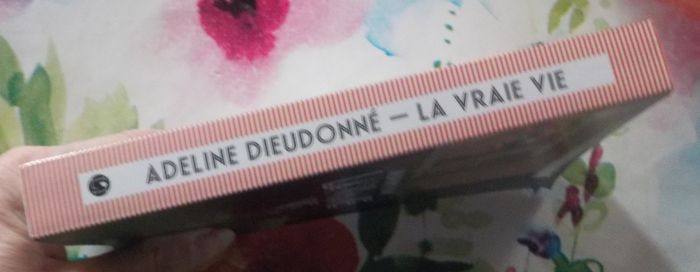 ADELINE DIEUDONNÉ — LA VRAIE VIE